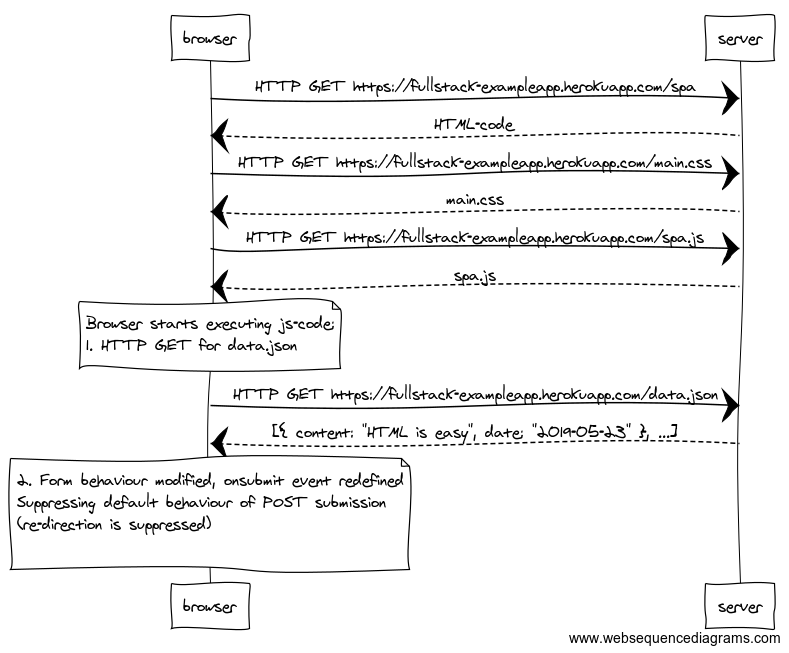 browser
server
HTTP GET https://fullstack-exampleapp.herokuapp.com/spa
HTML-code
HTTP GET https://fullstack-exampleapp.herokuapp.com/main.css
main.css
HTTP GET https://fullstack-exampleapp.herokuapp.com/spa.js
spa.js
Browser starts executing js-code:
1. HTTP GET for data.json
HTTP GET https://fullstack-exampleapp.herokuapp.com/data.json
[{ content: "HTML is easy", date: "2019-05-23" }, ...]
2. Form behaviour modified, onsubmit event redefined
Suppressing default behaviour of POST submission
(re-direction is suppressed)
browser
server
www.websequencediagrams.com